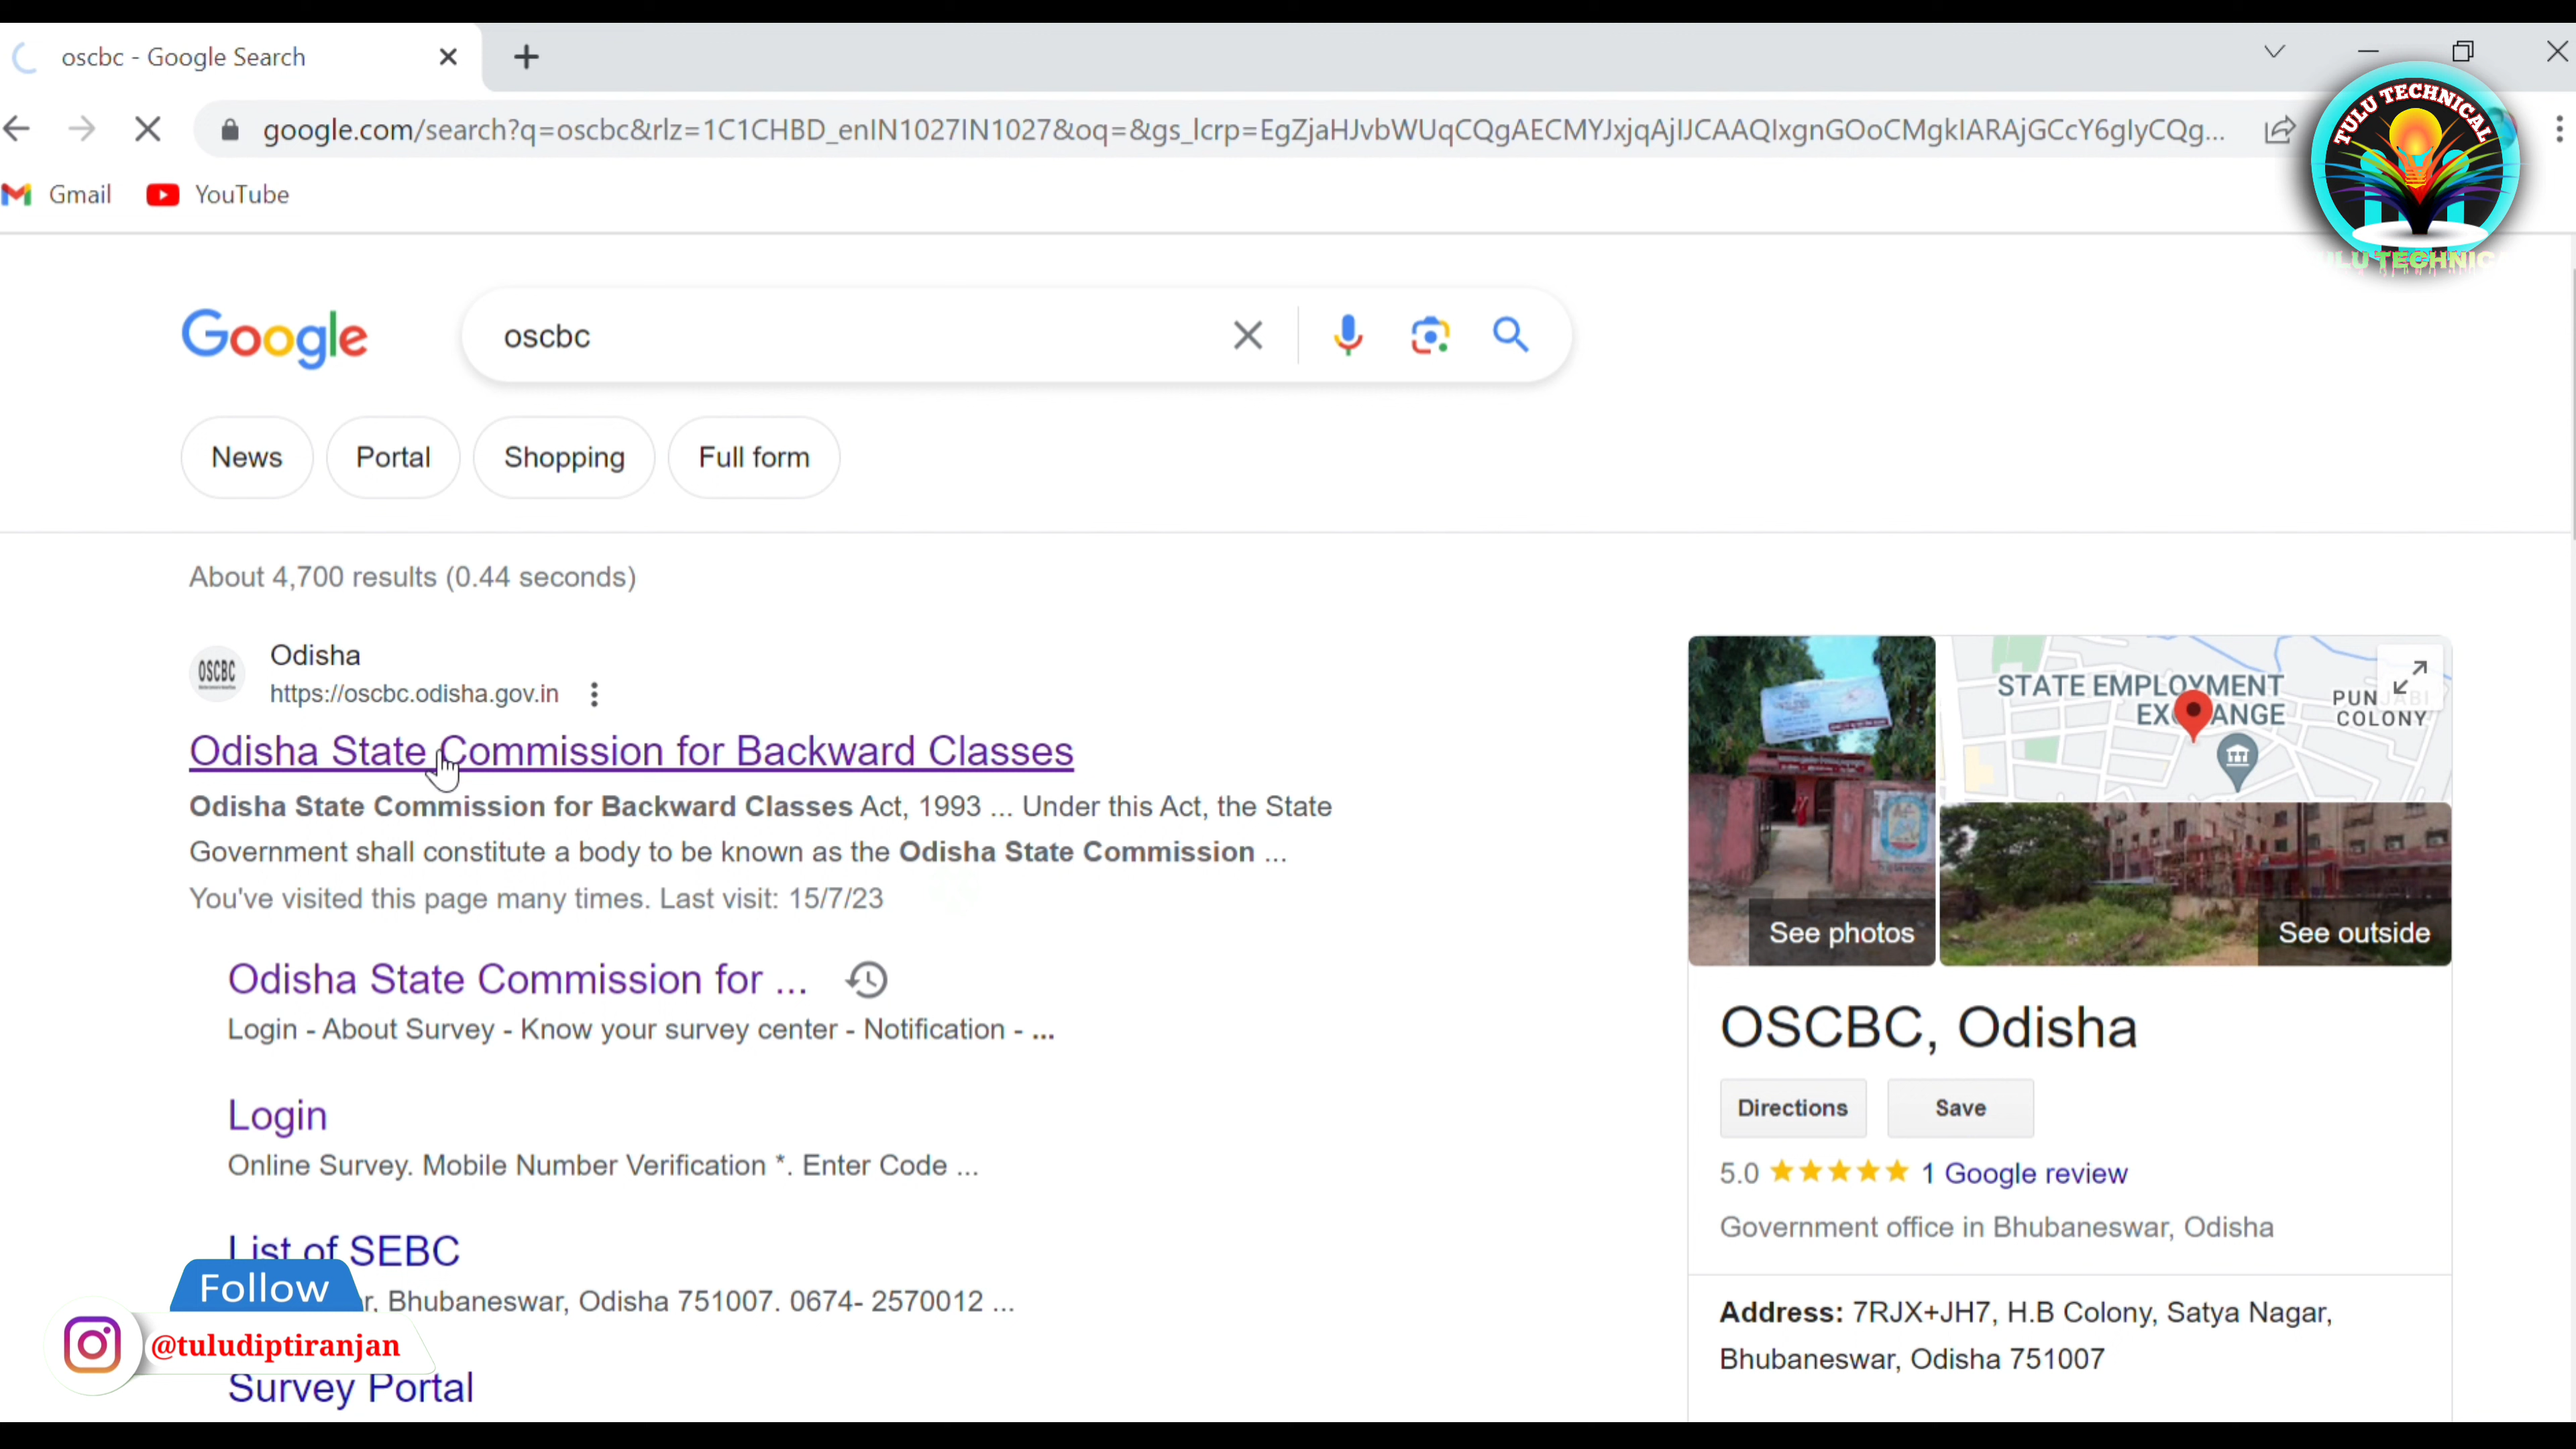 oscbc - Google Search
google.com/search?q=oscbc&rlz=1C1CHBD_enIN1027IN1027&oq=&gs_lcrp=EgZjaHJvbWUqCQgAECMYJxjqAjIJCAAQIxgnGOoCMgkIARAjGCcY6gIyCQg...
TULU TECHNICAL
Gmail
YouTube
ULU TECHNIC
Google
oscbc
News
Portal
Shopping
Full form
About 4,700 results (0.44 seconds)
OSCBC
Odisha
https://oscbc.odisha.gov.in
Odisha State Commission for Backward Classes
Odisha State Commission for Backward Classes Act, 1993 ... Under this Act, the State
Government shall constitute a body to be known as the Odisha State Commission ...
You've visited this page many times. Last visit: 15/7/23
Odisha State Commission for ...
Login - About Survey - Know your survey center - Notification - ...
Login
Online Survey. Mobile Number Verification *. Enter Code ...
List of SEBC
r, Bhubaneswar, Odisha 751007. 0674- 2570012 ...
Follow
@tuludiptiranjan
Survey Portal
STATE EMPLOYMENT
EXCHANGE
PUNJABI
COLONY
See photos
See outside
OSCBC, Odisha
Directions
Save
5.0
1 Google review
Government office in Bhubaneswar, Odisha
Address: 7RJX+JH7, H.B Colony, Satya Nagar,
Bhubaneswar, Odisha 751007